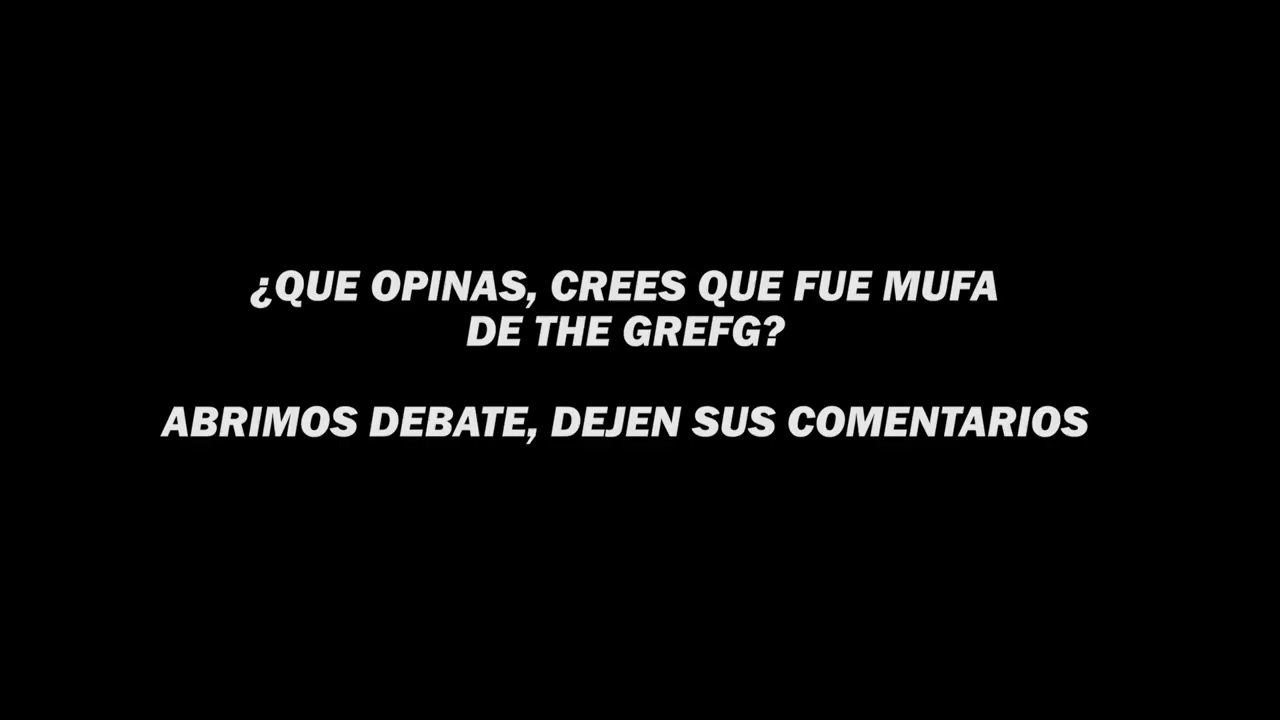 ¿QUE OPINAS, CREES QUE FUE MUFA
DE THE GREFG?
ABRIMOS DEBATE, DEJEN SUS COMENTARIOS